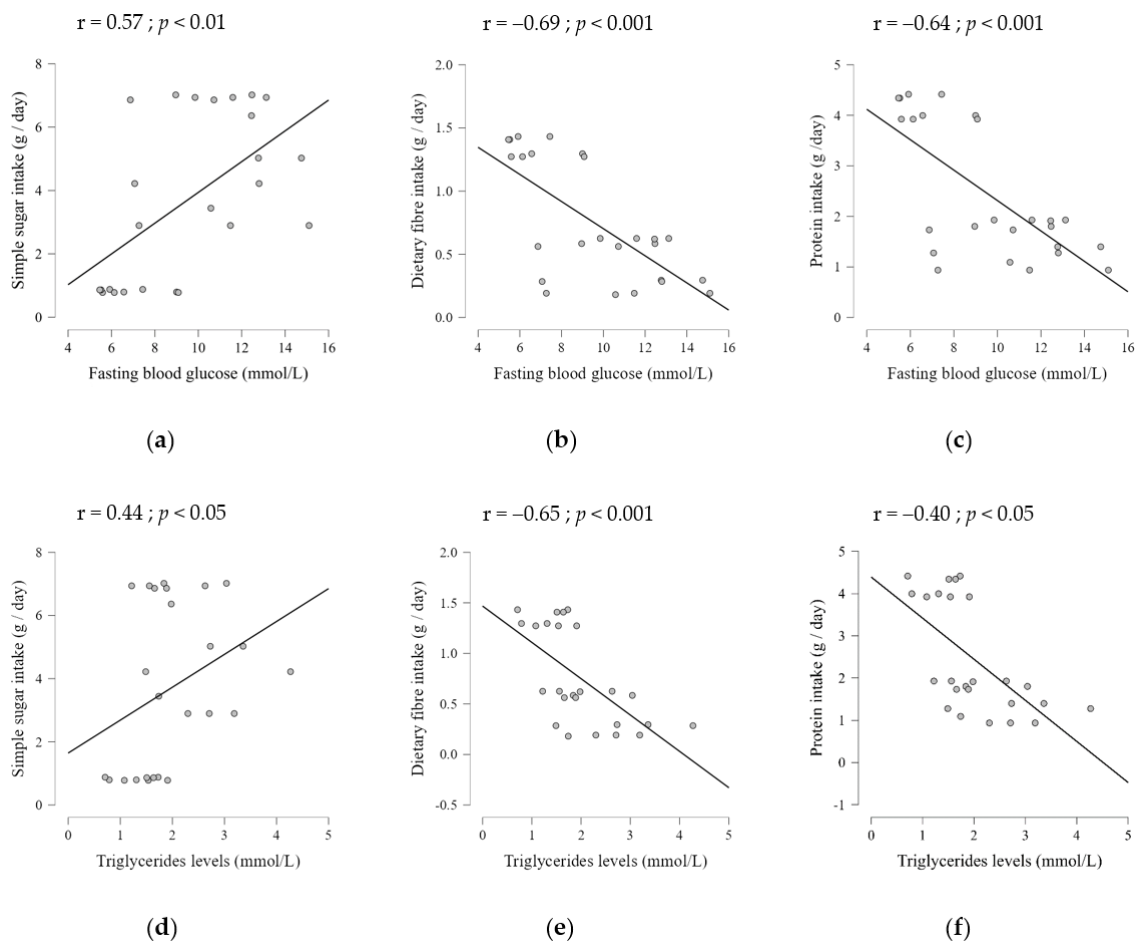 r = 0.57 ; p < 0.01
r = −0.69 ; p < 0.001
r = −0.64 ; p < 0.001
Simple sugar intake (g / day)
8
6
4
2
0
4 6 8 10 12 14 16
Fasting blood glucose (mmol/L)
Dietary fibre intake (g / day)
2.0
1.5
1.0
0.5
0.0
4 6 8 10 12 14 16
Fasting blood glucose (mmol/L)
Protein intake (g /day)
5
4
3
2
1
0
4 6 8 10 12 14 16
Fasting blood glucose (mmol/L)
(a)
(b)
(c)
r = 0.44 ; p < 0.05
r = −0.65 ; p < 0.001
r = −0.40 ; p < 0.05
Simple sugar intake (g / day)
8
6
4
2
0
0 1 2 3 4 5
Triglycerides levels (mmol/L)
Dietary fibre intake (g / day)
2.0
1.5
1.0
0.5
0.0
-0.5
0 1 2 3 4 5
Triglycerides levels (mmol/L)
Protein intake (g / day)
5
4
3
2
1
0
-1
0 1 2 3 4 5
Triglycerides levels (mmol/L)
(d)
(e)
(f)